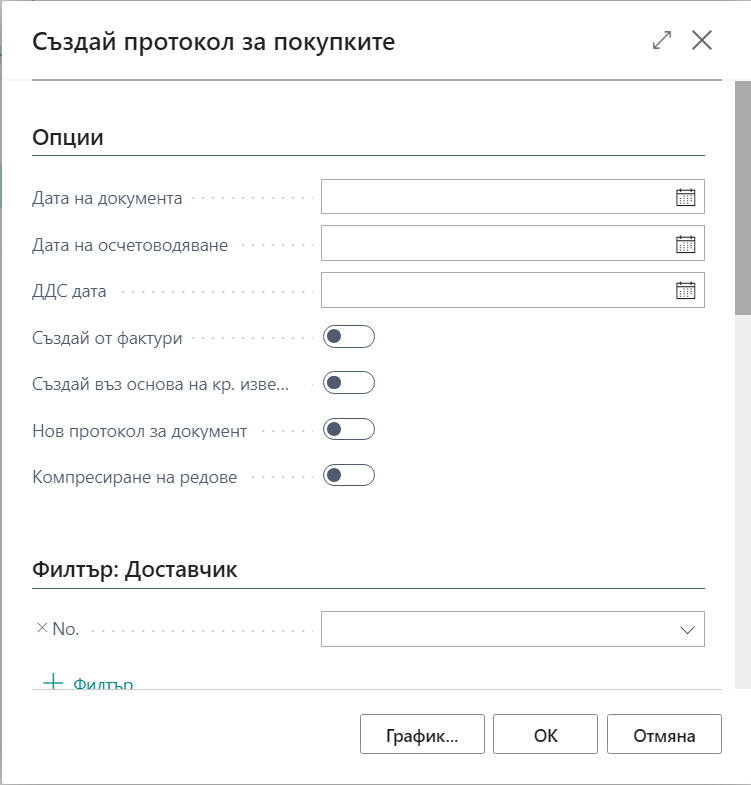 Създай протокол за покупките
Опции
Дата на документа
Дата на осчетоводяване
ДДС дата
Създай от фактури
Създай въз основа на кр. изве...
Нов протокол за документ
Компресиране на редове
Филтър: Доставчик
No.
Филтър
График...
OK
Отмяна